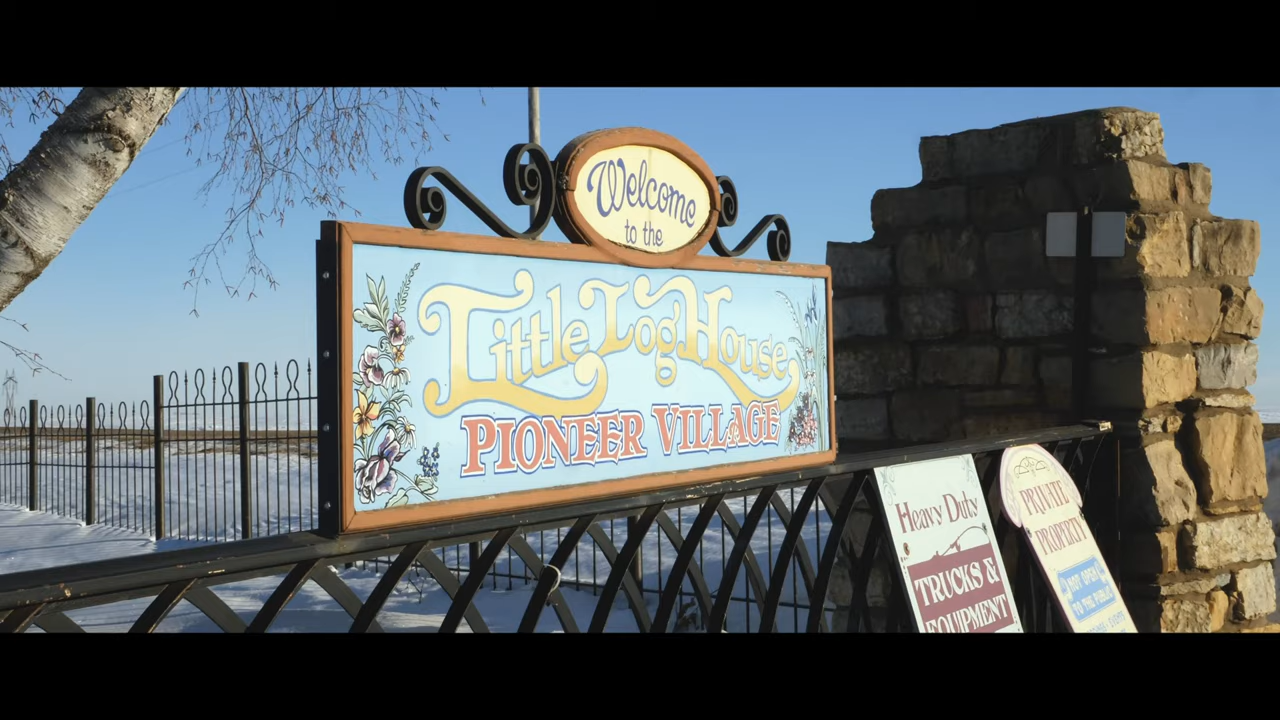 Welcome
to the
Little Log House
PIONEER VILLAGE
Heavy Duty
TRUCKS &
EQUIPMENT
PRIVATE
PROPERTY
NOT OPEN
TO THE PUBLIC